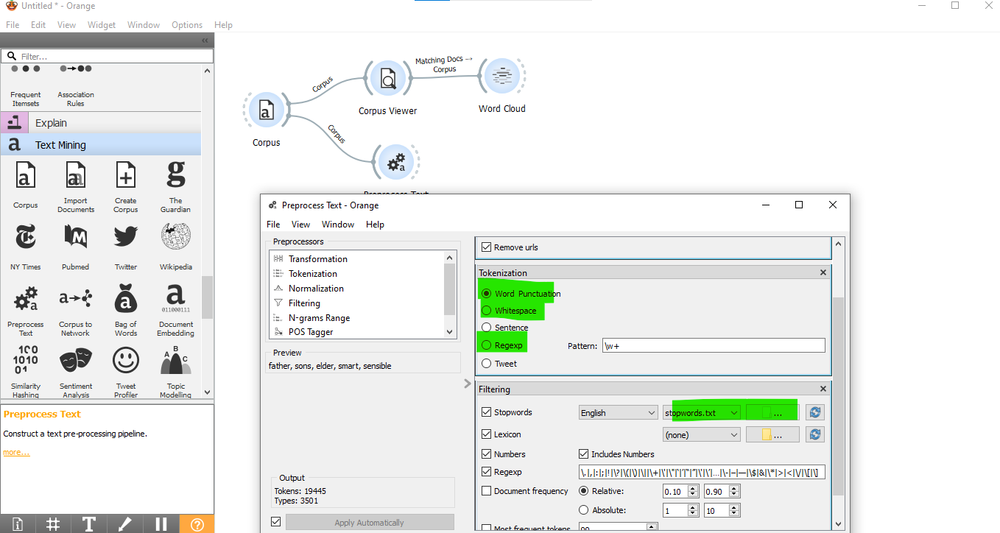 Untitled * - Orange
File Edit View Widget Window Options Help
Filter...
Frequent Itemsets
Association Rules
Explain
Text Mining
Corpus
Import Documents
Create Corpus
The Guardian
NY Times
Pubmed
Twitter
Wikipedia
Preprocess Text
Corpus to Network
Bag of Words
Document Embedding
Similarity Hashing
Sentiment Analysis
Tweet Profiler
Topic Modelling
Preprocess Text
Construct a text pre-processing pipeline.
more...
Corpus
Corpus
Corpus
Corpus Viewer
Matching Docs → Corpus
Word Cloud
Preprocess Text
Preprocess Text - Orange
File View Window Help
Preprocessors
Transformation
Tokenization
Normalization
Filtering
N-grams Range
POS Tagger
Preview
father, sons, elder, smart, sensible
Output
Tokens: 19445
Types: 3501
Apply Automatically
Remove urls
Tokenization
Word Punctuation
Whitespace
Sentence
Regexp Pattern: \w+
Tweet
Filtering
Stopwords English stopwords.txt ...
Lexicon (none) ...
Numbers Includes Numbers
Regexp
Document frequency Relative: 0.10 0.90
Absolute: 1 10
Most frequent tokens